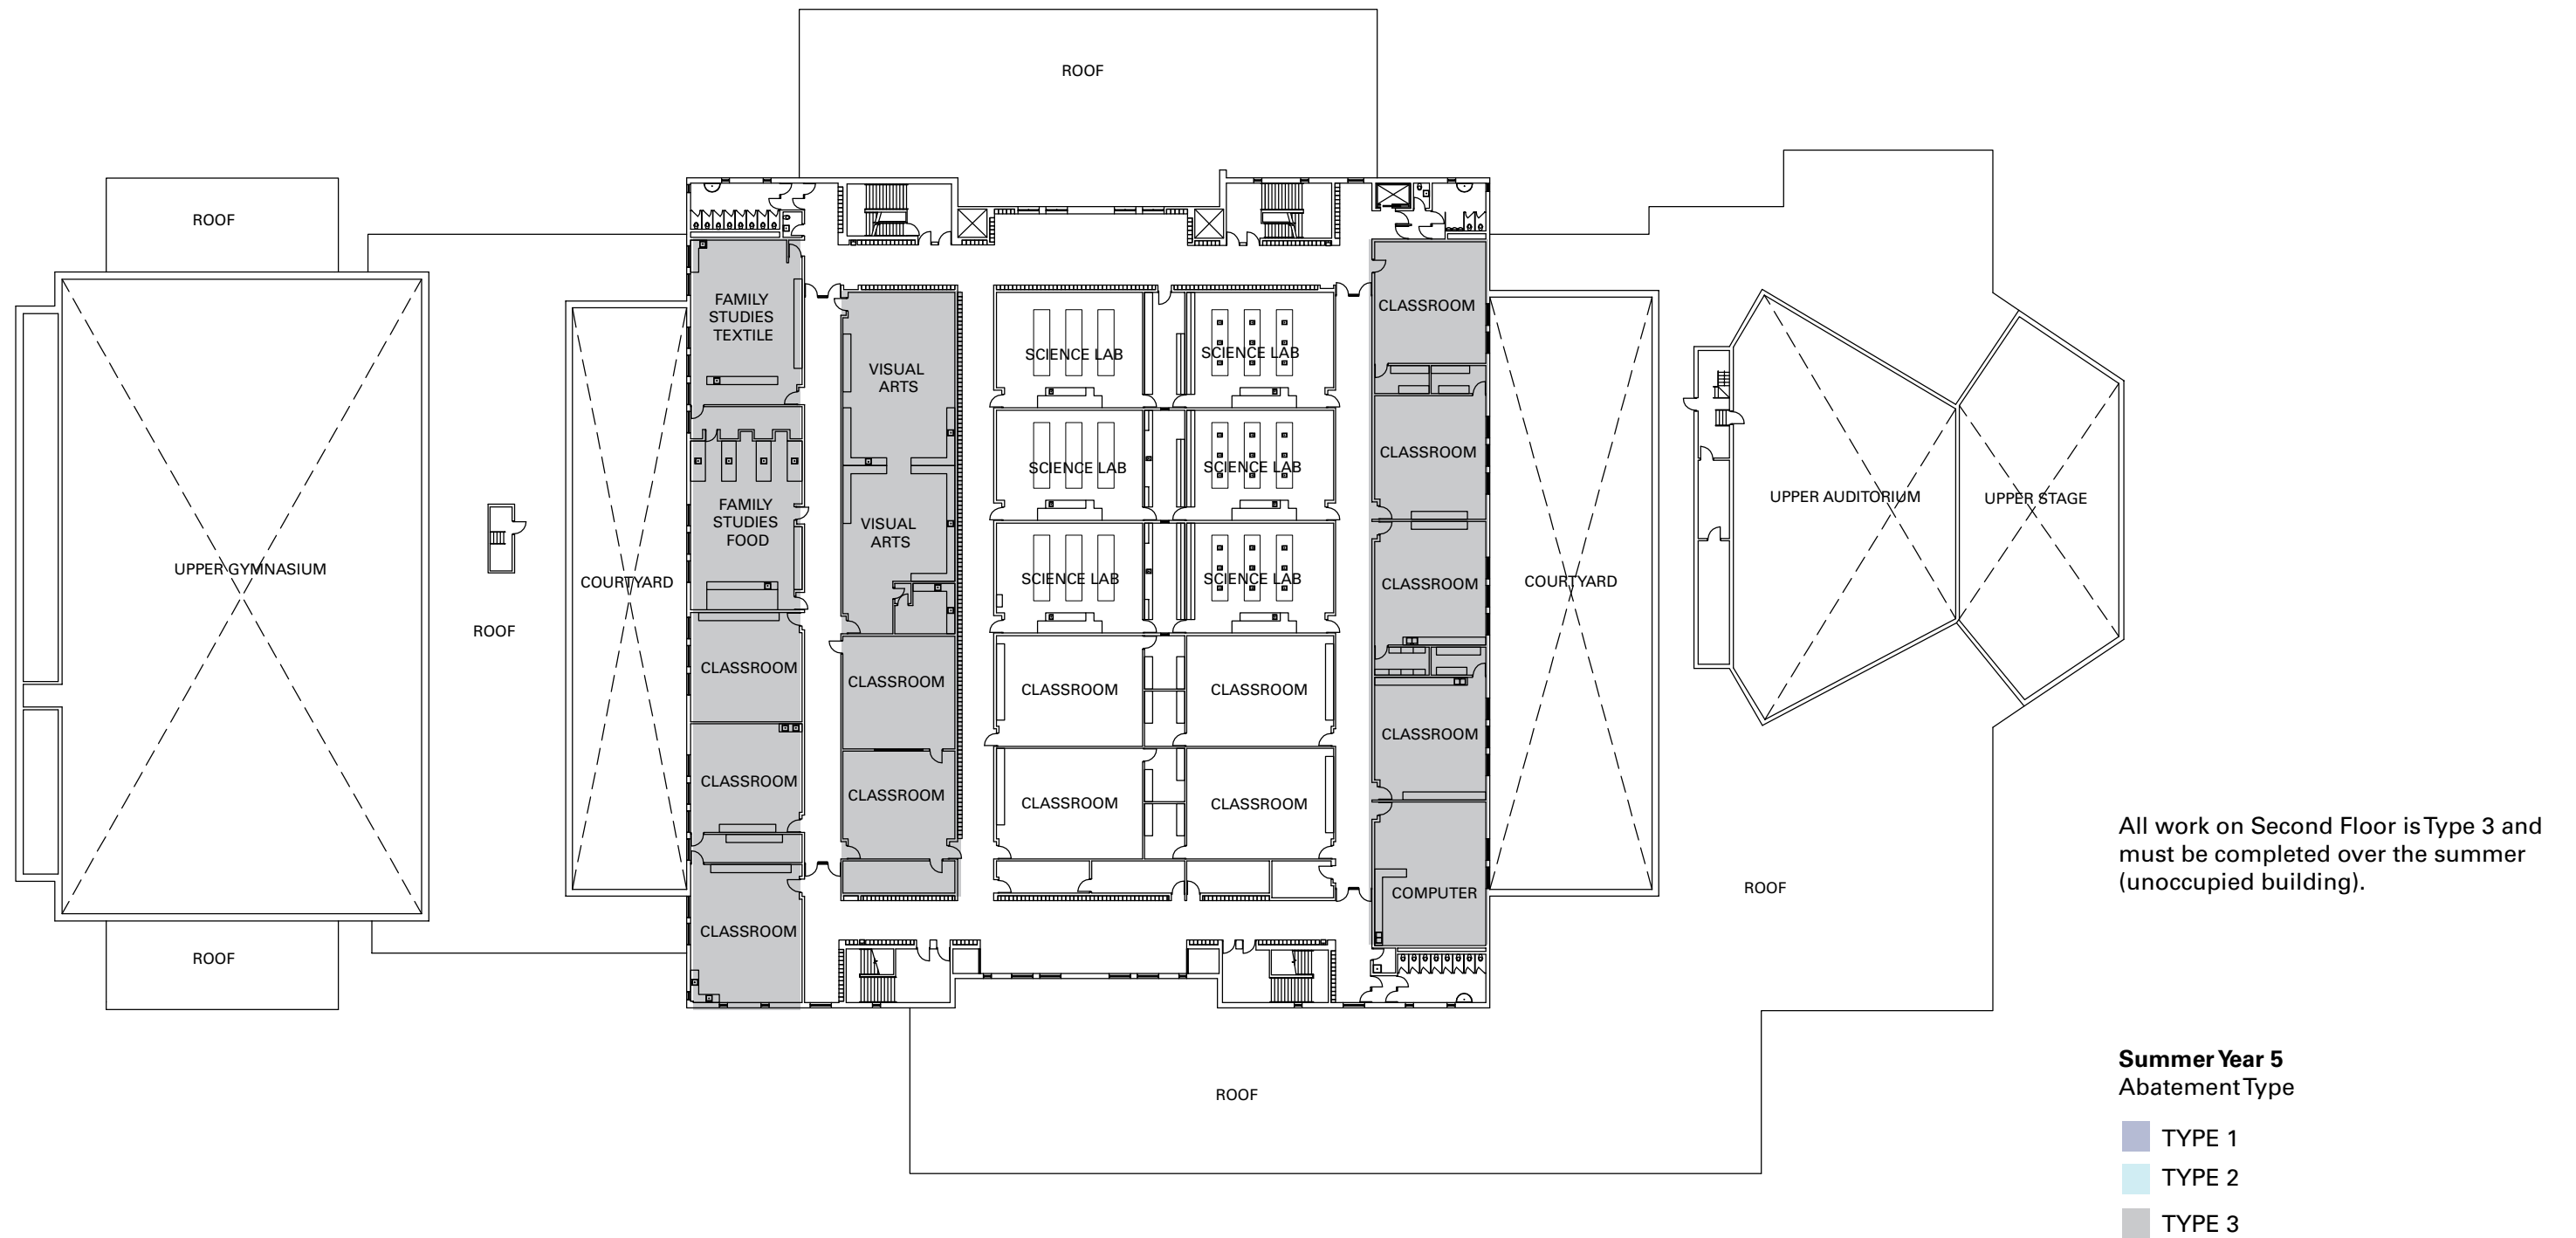 ROOF
ROOF
FAMILY
STUDIES
TEXTILE
CLASSROOM
VISUAL
ARTS
SCIENCE LAB
SCIENCE LAB
CLASSROOM
SCIENCE LAB
SCIENCE LAB
UPPER AUDITORIUM
UPPER STAGE
FAMILY
STUDIES
FOOD
VISUAL
ARTS
UPPER GYMNASIUM
COURTYARD
SCIENCE LAB
SCIENCE LAB
CLASSROOM
COURTYARD
ROOF
CLASSROOM
CLASSROOM
CLASSROOM
CLASSROOM
CLASSROOM
CLASSROOM
CLASSROOM
CLASSROOM
CLASSROOM
COMPUTER
ROOF
CLASSROOM
ROOF
ROOF
All work on Second Floor is Type 3 and
must be completed over the summer
(unoccupied building).
Summer Year 5
Abatement Type
TYPE 1
TYPE 2
TYPE 3